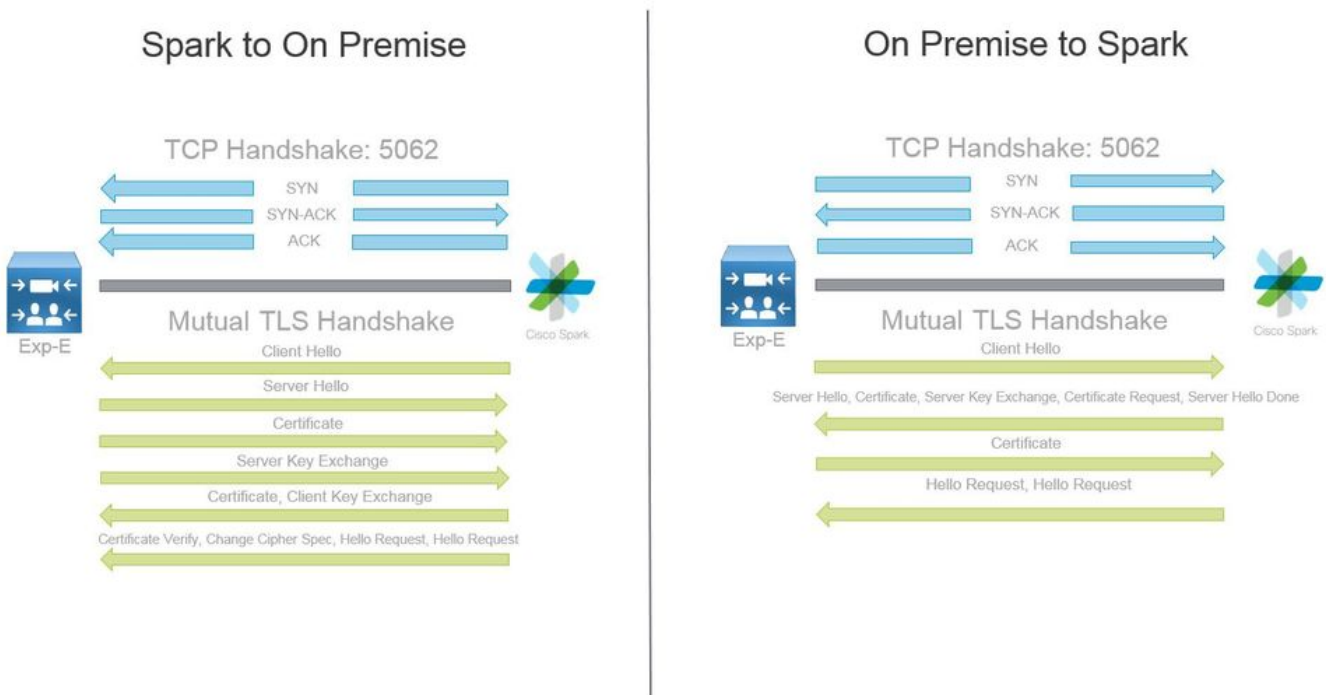 Spark to On Premise
TCP Handshake: 5062
SYN
SYN-ACK
ACK
Exp-E
Cisco Spark
Mutual TLS Handshake
Client Hello
Server Hello
Certificate
Server Key Exchange
Certificate, Client Key Exchange
Certificate Verify, Change Cipher Spec, Hello Request, Hello Request
On Premise to Spark
TCP Handshake: 5062
SYN
SYN-ACK
ACK
Exp-E
Cisco Spark
Mutual TLS Handshake
Client Hello
Server Hello, Certificate, Server Key Exchange, Certificate Request, Server Hello Done
Certificate
Hello Request, Hello Request